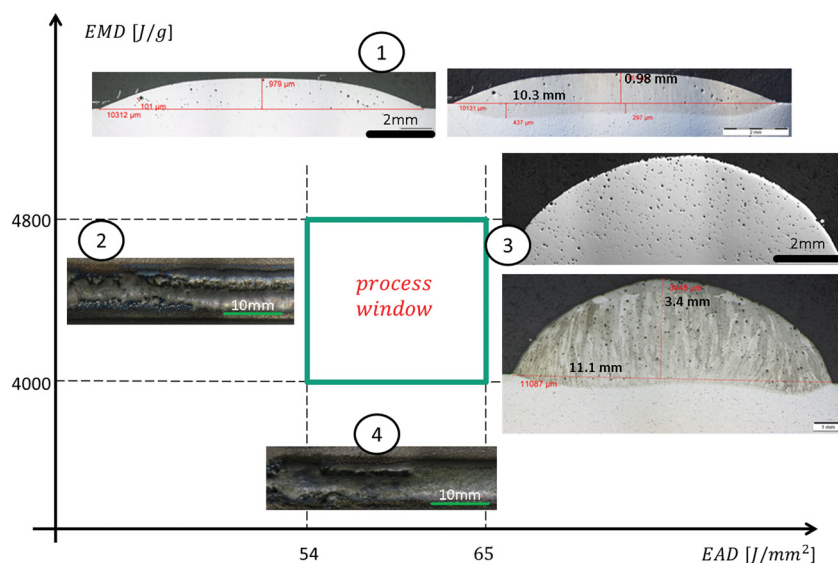 EMD [J/g]
1
979 µm
101 µm
10312 µm
2mm
0.98 mm
10.3 mm
10131 µm
437 µm
297 µm
2 mm
4800
2
10mm
process
window
3
2mm
3.4 mm
11.1 mm
11087 µm
1 mm
4000
4
10mm
54
65
EAD [J/mm²]